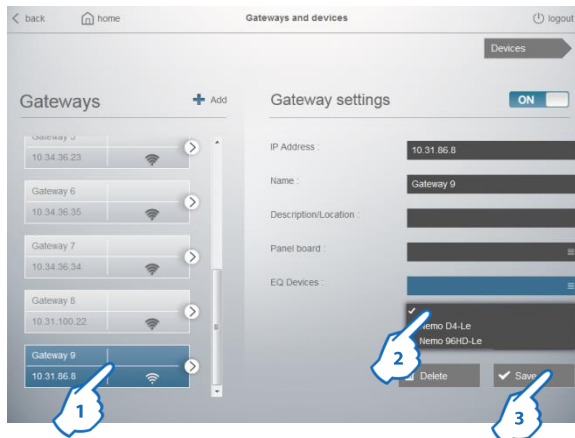 back
home
Gateways and devices
logout
Devices
Gateways
Add
Gateway settings
ON
Gateway 5
10.34.36.23
Gateway 6
10.34.36.35
Gateway 7
10.34.36.34
Gateway 8
10.31.100.22
Gateway 9
10.31.86.8
IP Address :
10.31.86.8
Name :
Gateway 9
Description/Location :
Panel board :
EQ Devices :
Nemo D4-Le
Nemo 96HD-Le
Delete
Save
1
2
3